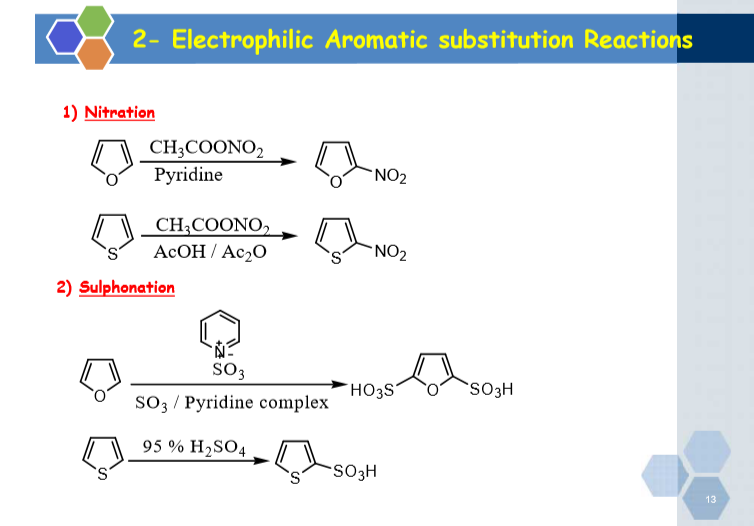 2- Electrophilic Aromatic substitution Reactions
1) Nitration
CH₃COONO₂
Pyridine
O
O
NO₂
CH₃COONO₂
AcOH / Ac₂O
S
S
NO₂
2) Sulphonation
N
+
-
SO₃
O
SO₃ / Pyridine complex
HO₃S
O
SO₃H
95 % H₂SO₄
S
S
SO₃H
13